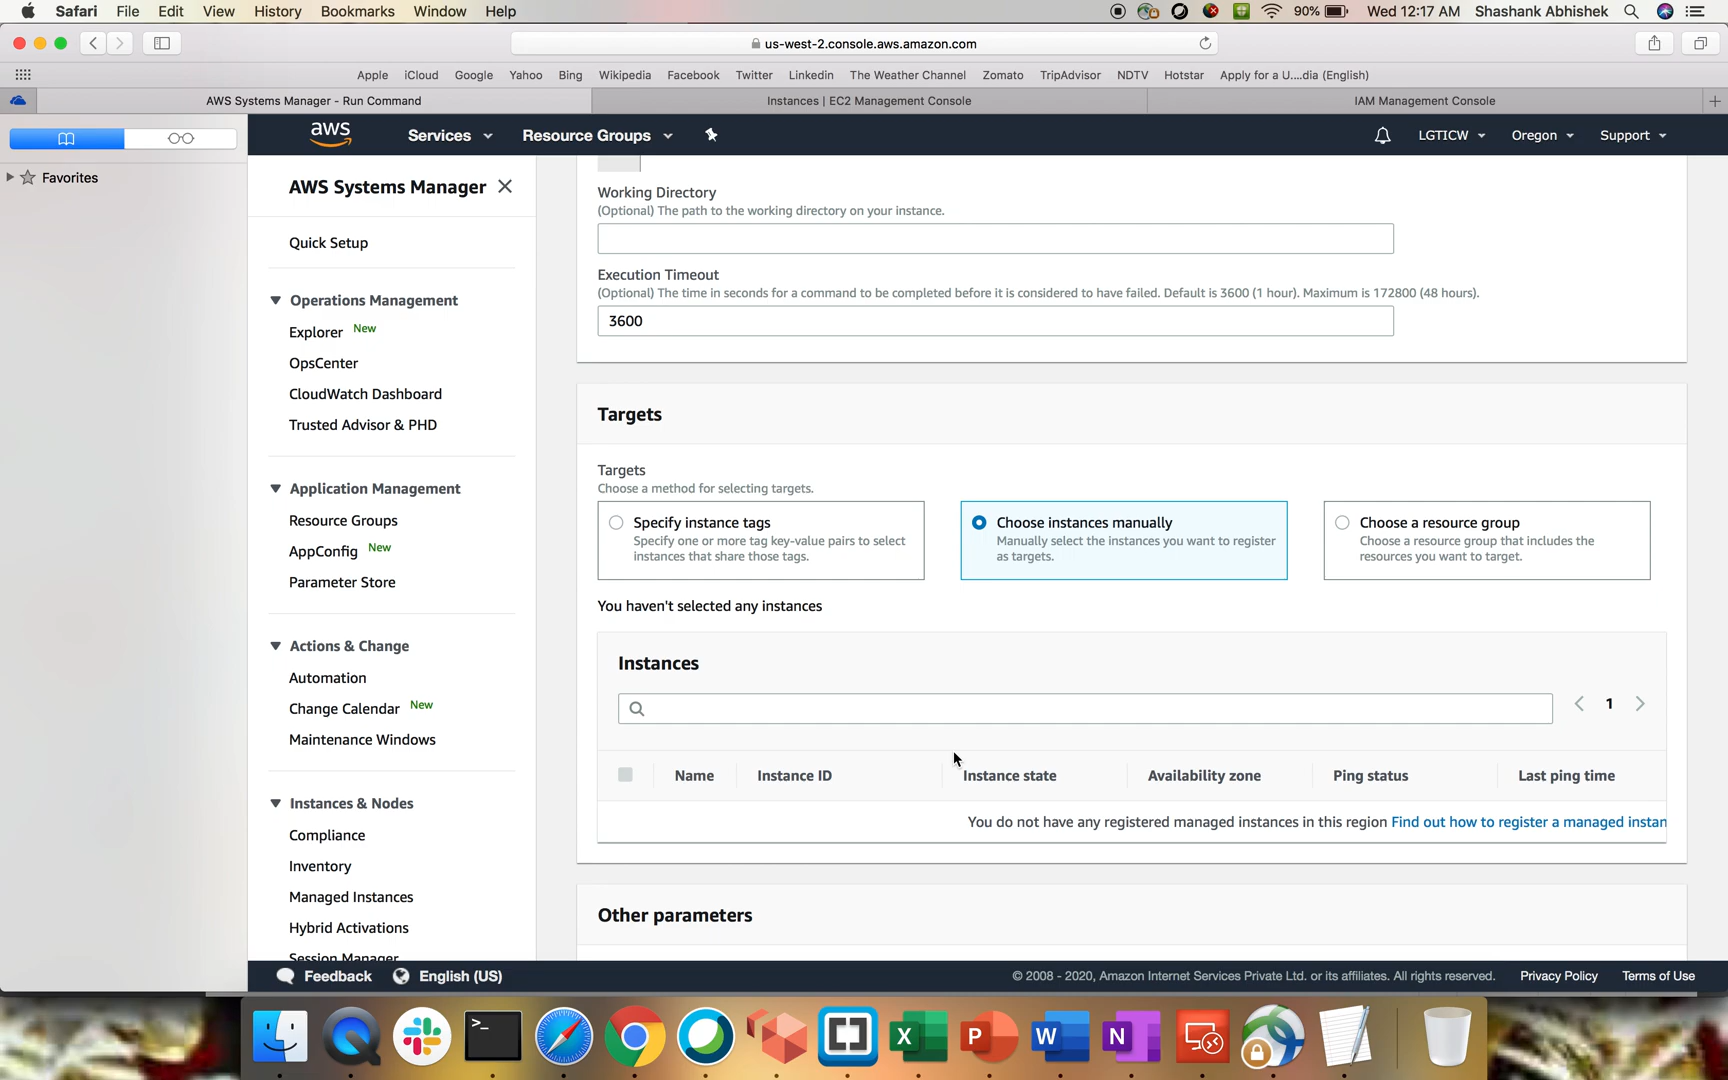 Safari File Edit View History Bookmarks Window Help 90% Wed 12:17 AM Shashank Abhishek
us-west-2.console.aws.amazon.com
Apple iCloud Google Yahoo Bing Wikipedia Facebook Twitter Linkedin The Weather Channel Zomato TripAdvisor NDTV Hotstar Apply for a U....dia (English)
AWS Systems Manager - Run Command Instances | EC2 Management Console IAM Management Console
aws Services Resource Groups LGTICW Oregon Support
Favorites
AWS Systems Manager
Quick Setup
Operations Management
Explorer New
OpsCenter
CloudWatch Dashboard
Trusted Advisor & PHD
Application Management
Resource Groups
AppConfig New
Parameter Store
Actions & Change
Automation
Change Calendar New
Maintenance Windows
Instances & Nodes
Compliance
Inventory
Managed Instances
Hybrid Activations
Session Manager
Working Directory
(Optional) The path to the working directory on your instance.
Execution Timeout
(Optional) The time in seconds for a command to be completed before it is considered to have failed. Default is 3600 (1 hour). Maximum is 172800 (48 hours).
3600
Targets
Targets
Choose a method for selecting targets.
Specify instance tags
Specify one or more tag key-value pairs to select
instances that share those tags.
Choose instances manually
Manually select the instances you want to register
as targets.
Choose a resource group
Choose a resource group that includes the
resources you want to target.
You haven't selected any instances
Instances
1
Name Instance ID Instance state Availability zone Ping status Last ping time
You do not have any registered managed instances in this region Find out how to register a managed instan
Other parameters
Feedback English (US) © 2008 - 2020, Amazon Internet Services Private Ltd. or its affiliates. All rights reserved. Privacy Policy Terms of Use
>_ X P W N